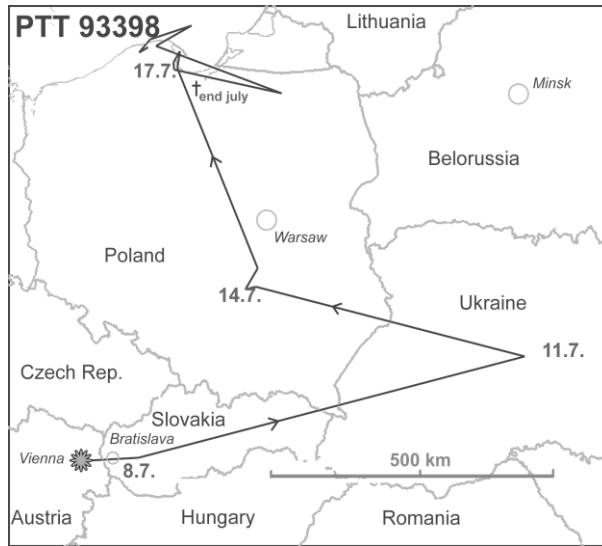 PTT 93398
Lithuania
17.7.
†end july
Minsk
Belorussia
Warsaw
Poland
14.7.
Ukraine
11.7.
Czech Rep.
Slovakia
Bratislava
Vienna
8.7.
500 km
Austria
Hungary
Romania